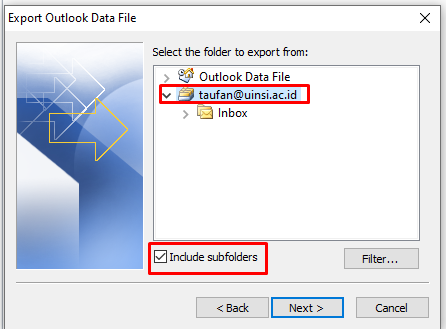 Export Outlook Data File
Select the folder to export from:
Outlook Data File
taufan@uinsi.ac.id
Inbox
Include subfolders
Filter...
< Back
Next >
Cancel